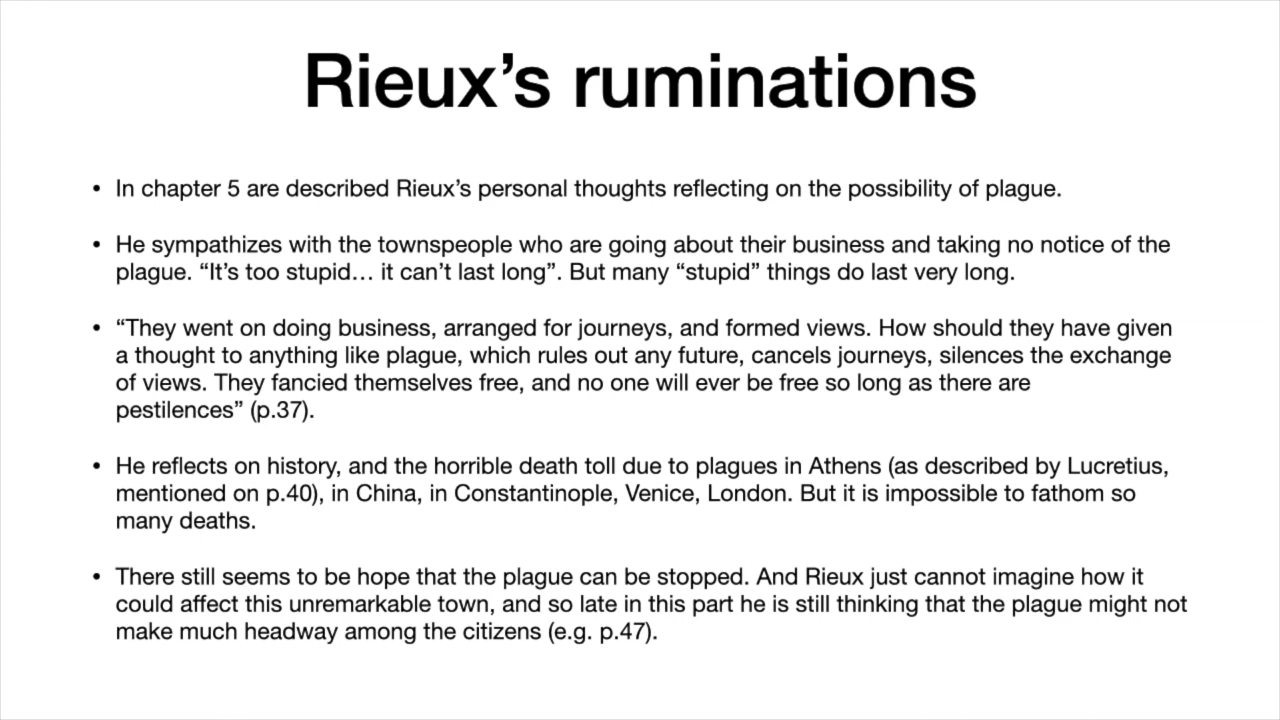 Rieux’s ruminations
• In chapter 5 are described Rieux’s personal thoughts reflecting on the possibility of plague.
• He sympathizes with the townspeople who are going about their business and taking no notice of the
plague. “It’s too stupid… it can’t last long”. But many “stupid” things do last very long.
• “They went on doing business, arranged for journeys, and formed views. How should they have given
a thought to anything like plague, which rules out any future, cancels journeys, silences the exchange
of views. They fancied themselves free, and no one will ever be free so long as there are
pestilences” (p.37).
• He reflects on history, and the horrible death toll due to plagues in Athens (as described by Lucretius,
mentioned on p.40), in China, in Constantinople, Venice, London. But it is impossible to fathom so
many deaths.
• There still seems to be hope that the plague can be stopped. And Rieux just cannot imagine how it
could affect this unremarkable town, and so late in this part he is still thinking that the plague might not
make much headway among the citizens (e.g. p.47).